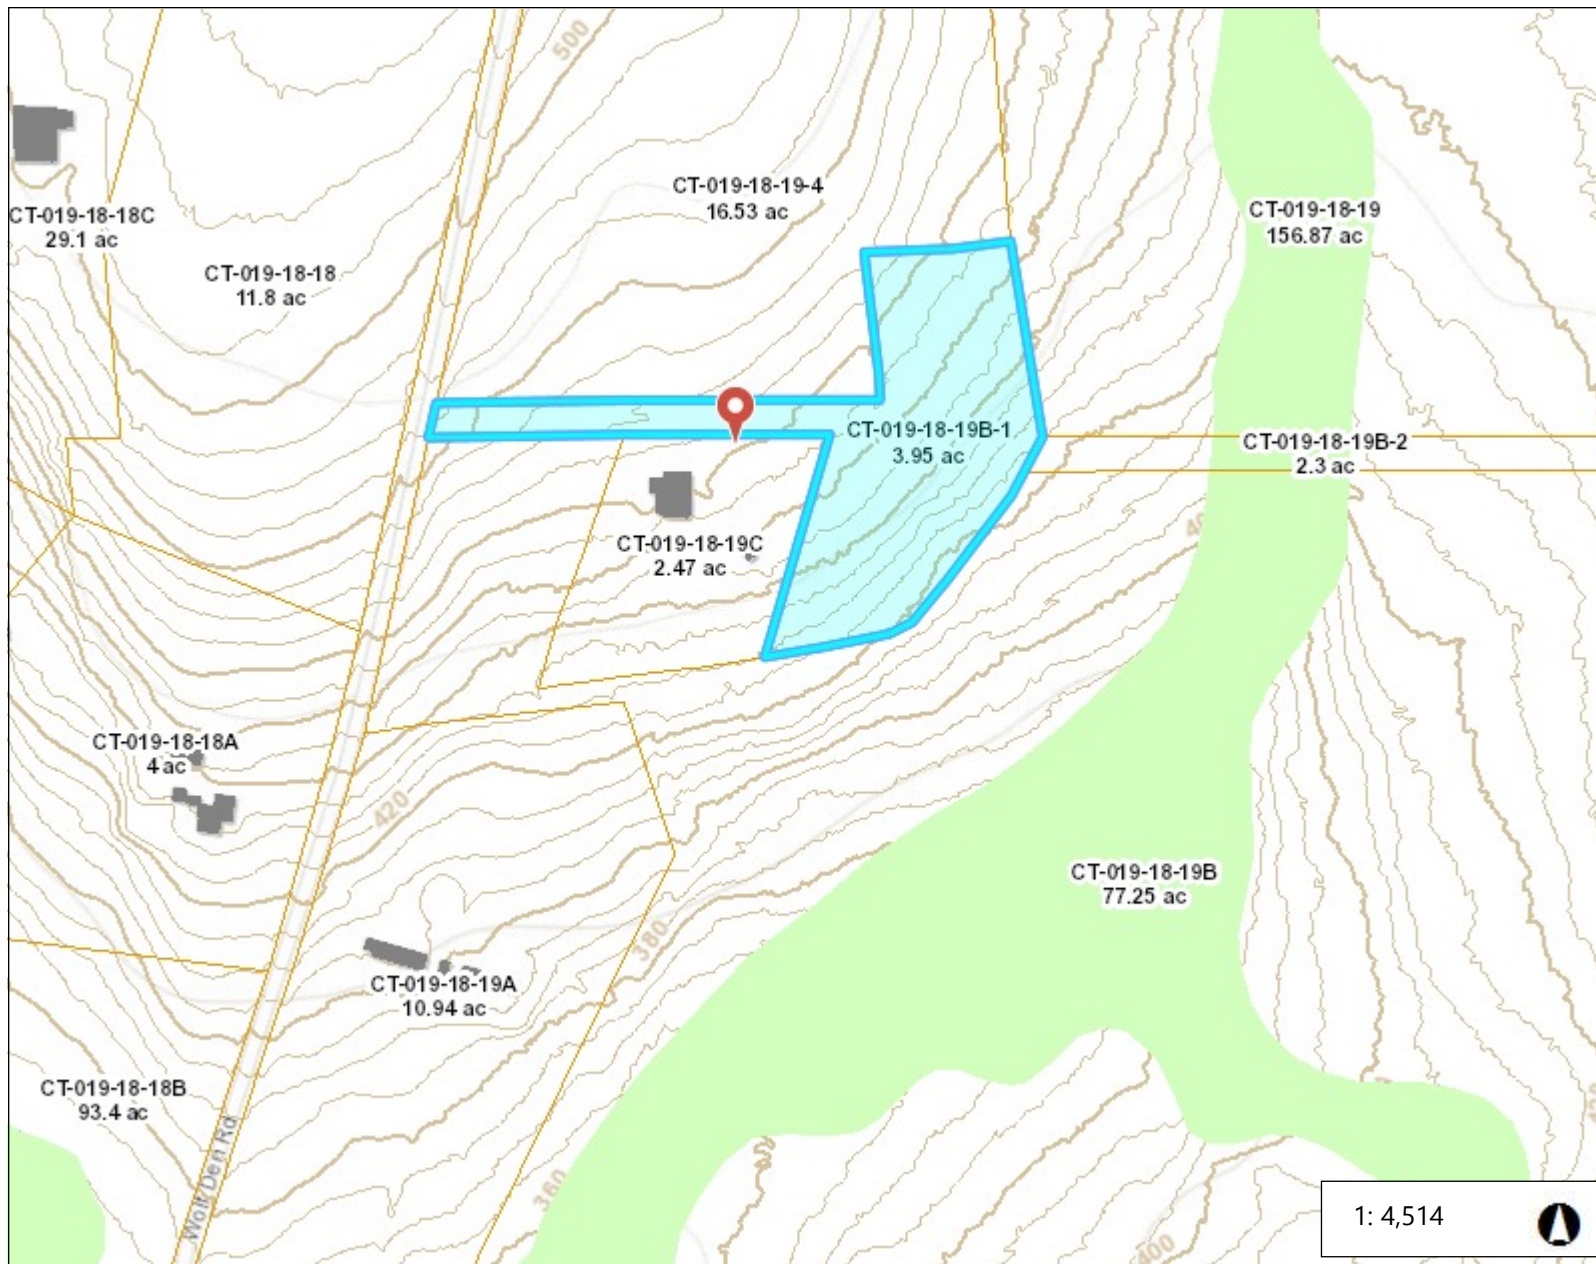 500
CT-019-18-19-4
16.53 ac
CT-019-18-18C
29.1 ac
CT-019-18-19
156.87 ac
CT-019-18-18
11.8 ac
CT-019-18-19B-1
3.95 ac
CT-019-18-19B-2
2.3 ac
CT-019-18-19C
2.47 ac
CT-019-18-18A
4 ac
420
CT-019-18-19B
77.25 ac
380
CT-019-18-19A
10.94 ac
CT-019-18-18B
93.4 ac
Wolf Den Rd
360
400
1: 4,514